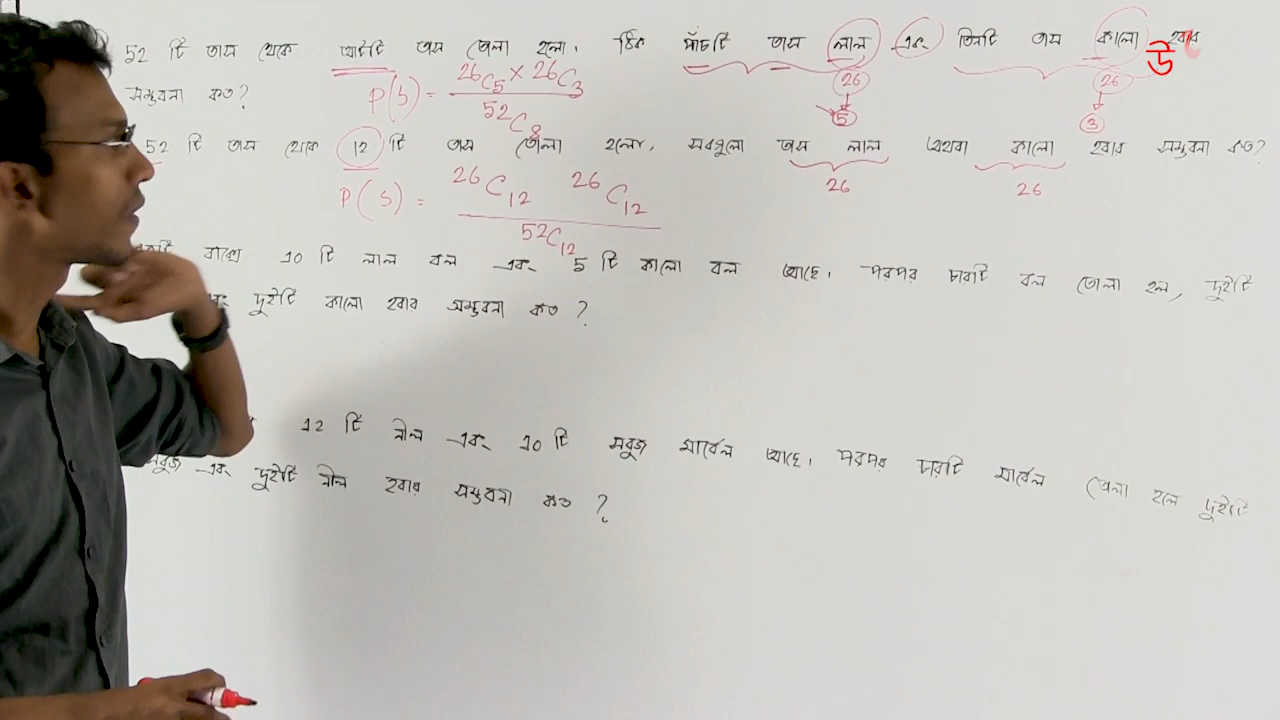 52 টি তাস থেকে আটটি তাস তোলা হলো। ঠিক পাঁচটি তাস লাল এবং তিনটি তাস কালো হবার
সম্ভবনা কত?
P(S) = 26C5 × 26C3 / 52C8
26
5
26
3
উ
52 টি তাস থেকে 12 টি তাস তোলা হলো, সবগুলো তাস লাল অথবা কালো হবার সম্ভবনা কত?
26
26
P(S) = 26C12 26C12 / 52C12
বাক্সে 10 টি লাল বল এবং 5 টি কালো বল আছে। পরপর চারটি বল তোলা হল, দুইটি
দুইটি কালো হবার সম্ভবনা কত?
12 টি নীল এবং 10 টি সবুজ মার্বেল আছে। পরপর চারটি মার্বেল তোলা হলে দুইটি
সবুজ এবং দুইটি নীল হবার সম্ভবনা কত?